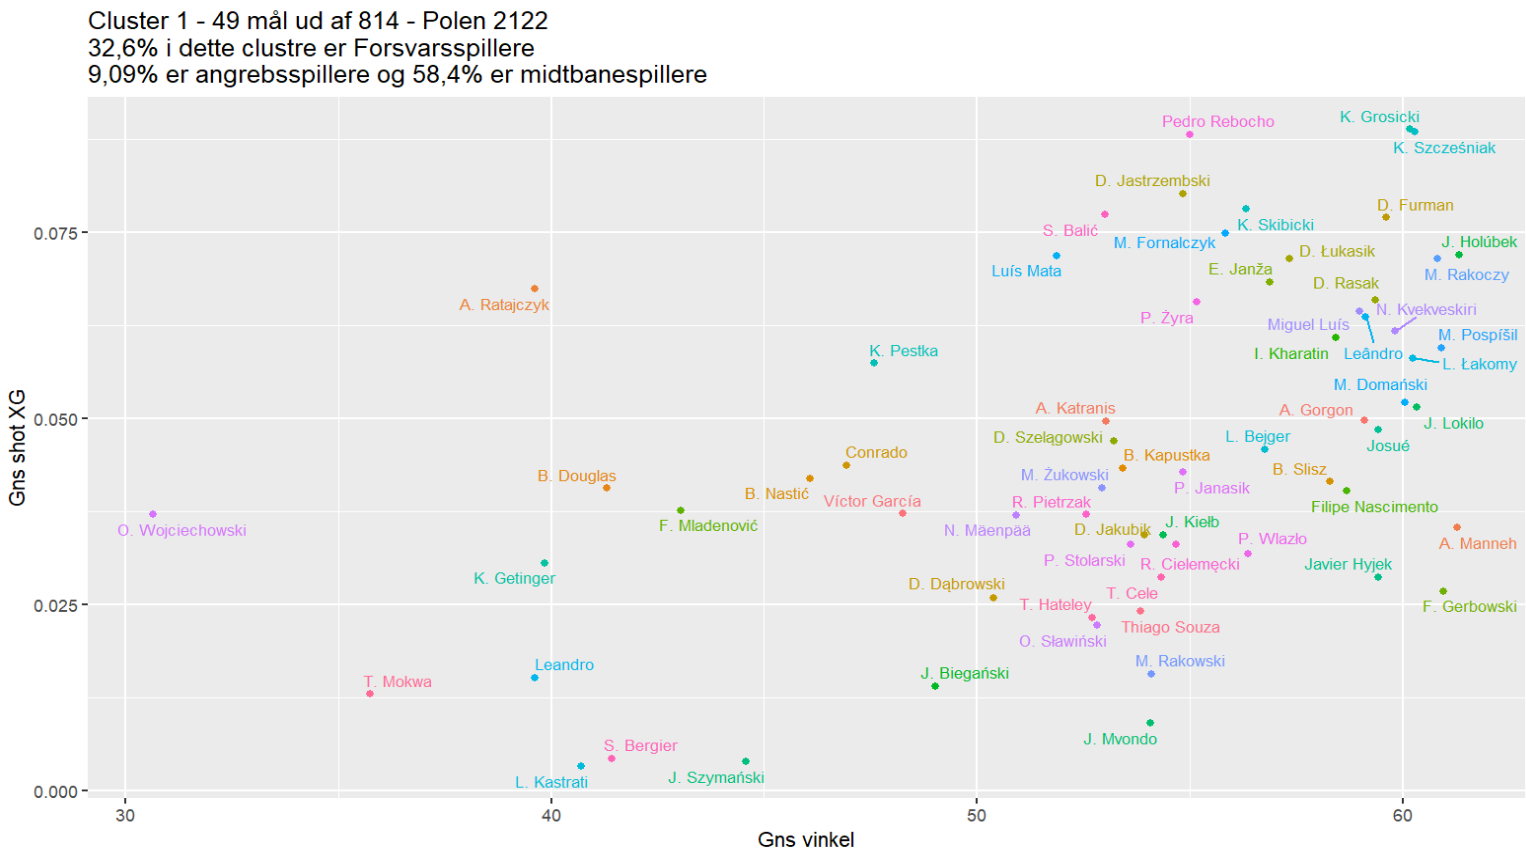 Cluster 1 - 49 mål ud af 814 - Polen 2122
32,6% i dette clustre er Forsvarsspillere
9,09% er angrebsspillere og 58,4% er midtbanespillere
Pedro Rebocho
K. Grosicki
K. Szcześniak
D. Jastrzembski
D. Furman
S. Balić
K. Skibicki
M. Fornalczyk
J. Holúbek
D. Łukasik
Luís Mata
E. Janža
M. Rakoczy
D. Rasak
A. Ratajczyk
N. Kvekveskiri
P. Żyra
Miguel Luís
M. Pospíšil
K. Pestka
I. Kharatin
Leândro
L. Łakomy
M. Domański
A. Katranis
A. Gorgon
J. Lokilo
D. Szelągowski
L. Bejger
Josué
Conrado
B. Kapustka
B. Slisz
B. Douglas
M. Żukowski
P. Janasik
B. Nastić
Víctor García
R. Pietrzak
Filipe Nascimento
F. Mladenović
O. Wojciechowski
N. Mäenpää
D. Jakubik
J. Kiełb
P. Wlazło
A. Manneh
P. Stolarski
R. Cielemęcki
Javier Hyjek
K. Getinger
D. Dąbrowski
T. Cele
T. Hateley
F. Gerbowski
Thiago Souza
O. Sławiński
Leandro
M. Rakowski
J. Biegański
T. Mokwa
J. Mvondo
S. Bergier
L. Kastrati
J. Szymański
0.075
0.050
0.025
0.000
Gns shot XG
30
40
50
60
Gns vinkel